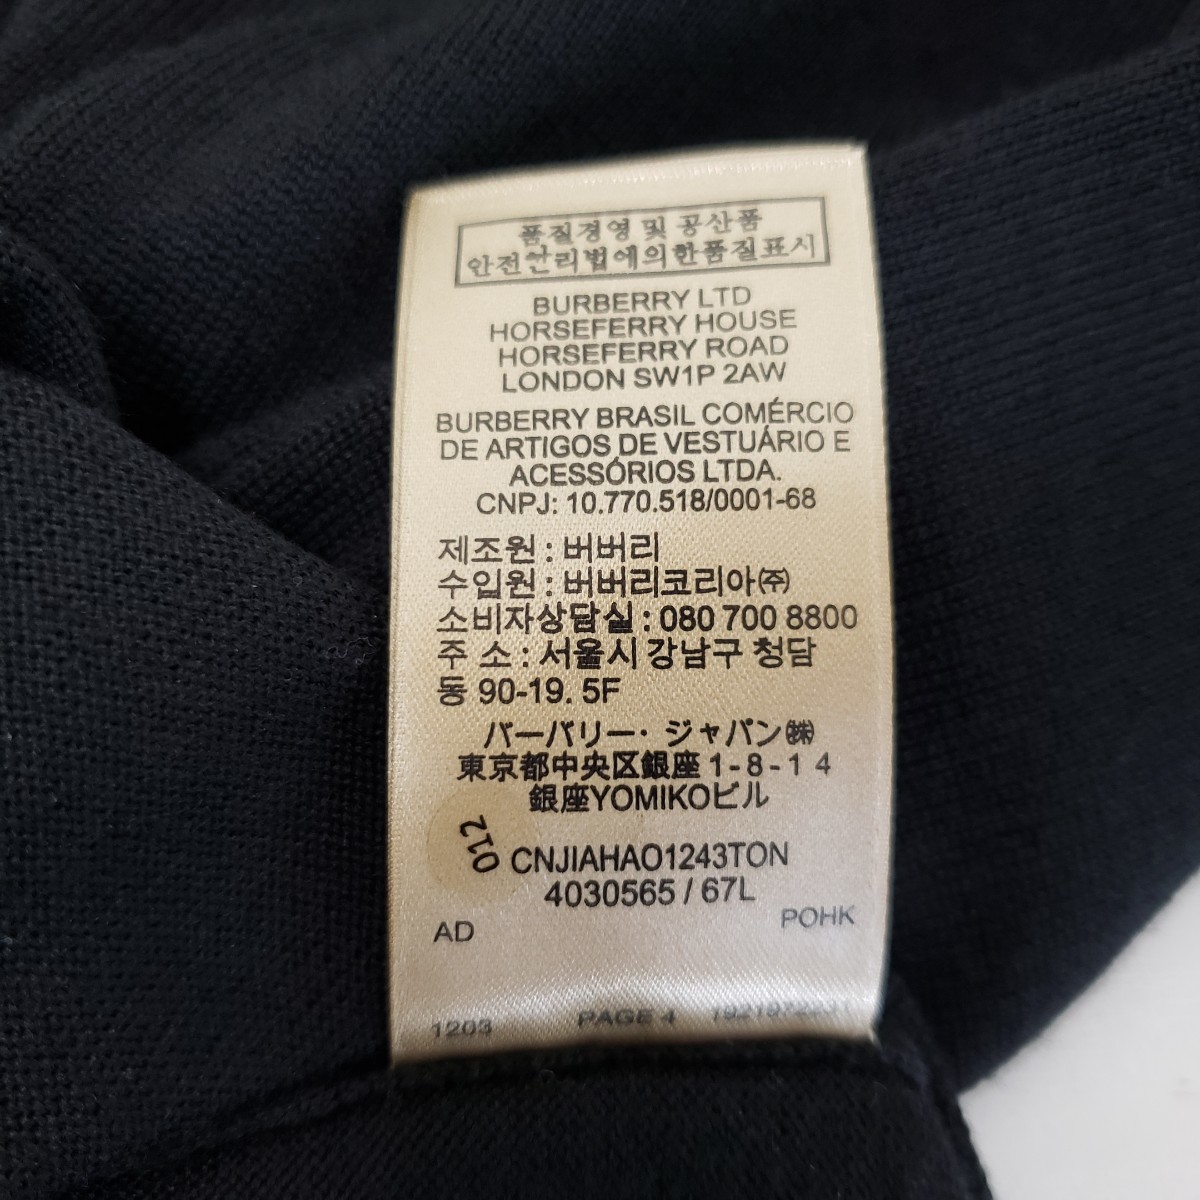 품질경영 및 공산품
안전관리법에의한품질표시
BURBERRY LTD
HORSEFERRY HOUSE
HORSEFERRY ROAD
LONDON SW1P 2AW
BURBERRY BRASIL COMÉRCIO
DE ARTIGOS DE VESTUÁRIO E
ACESSÓRIOS LTDA.
CNPJ: 10.770.518/0001-68
제조원 : 버버리
수입원 : 버버리코리아㈜
소비자상담실 : 080 700 8800
주 소 : 서울시 강남구 청담
동 90-19. 5F
バーバリー・ジャパン㈱
東京都中央区銀座 1-8-14
銀座YOMIKOビル
012
CNJIAHAO1243TON
4030565 / 67L
AD POHK
1203 PAGE 4